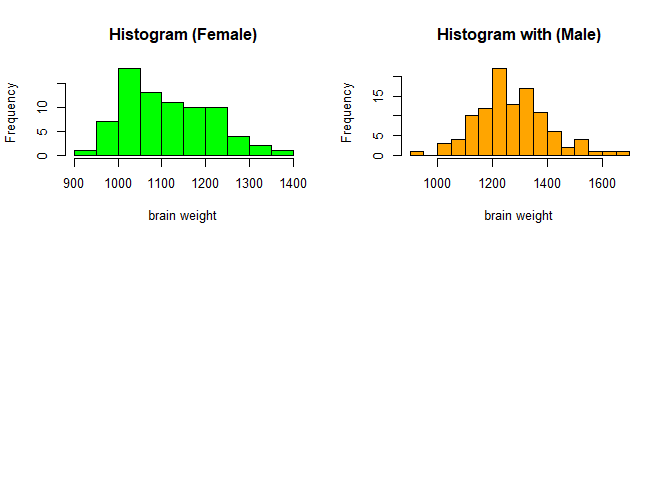 Histogram (Female)
Frequency
0 5 10
900 1000 1100 1200 1300 1400
brain weight
Histogram with (Male)
Frequency
0 5 15
1000 1200 1400 1600
brain weight